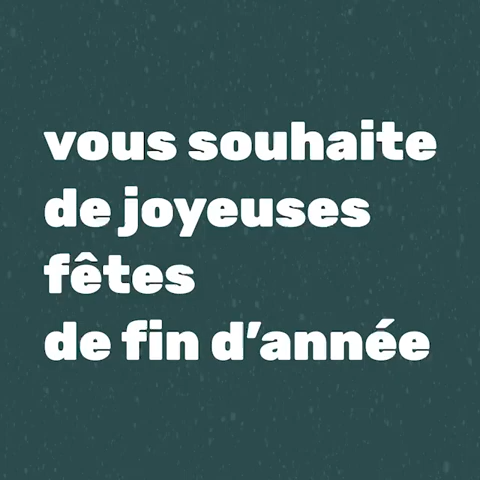 vous souhaite
de joyeuses
fêtes
de fin d’année